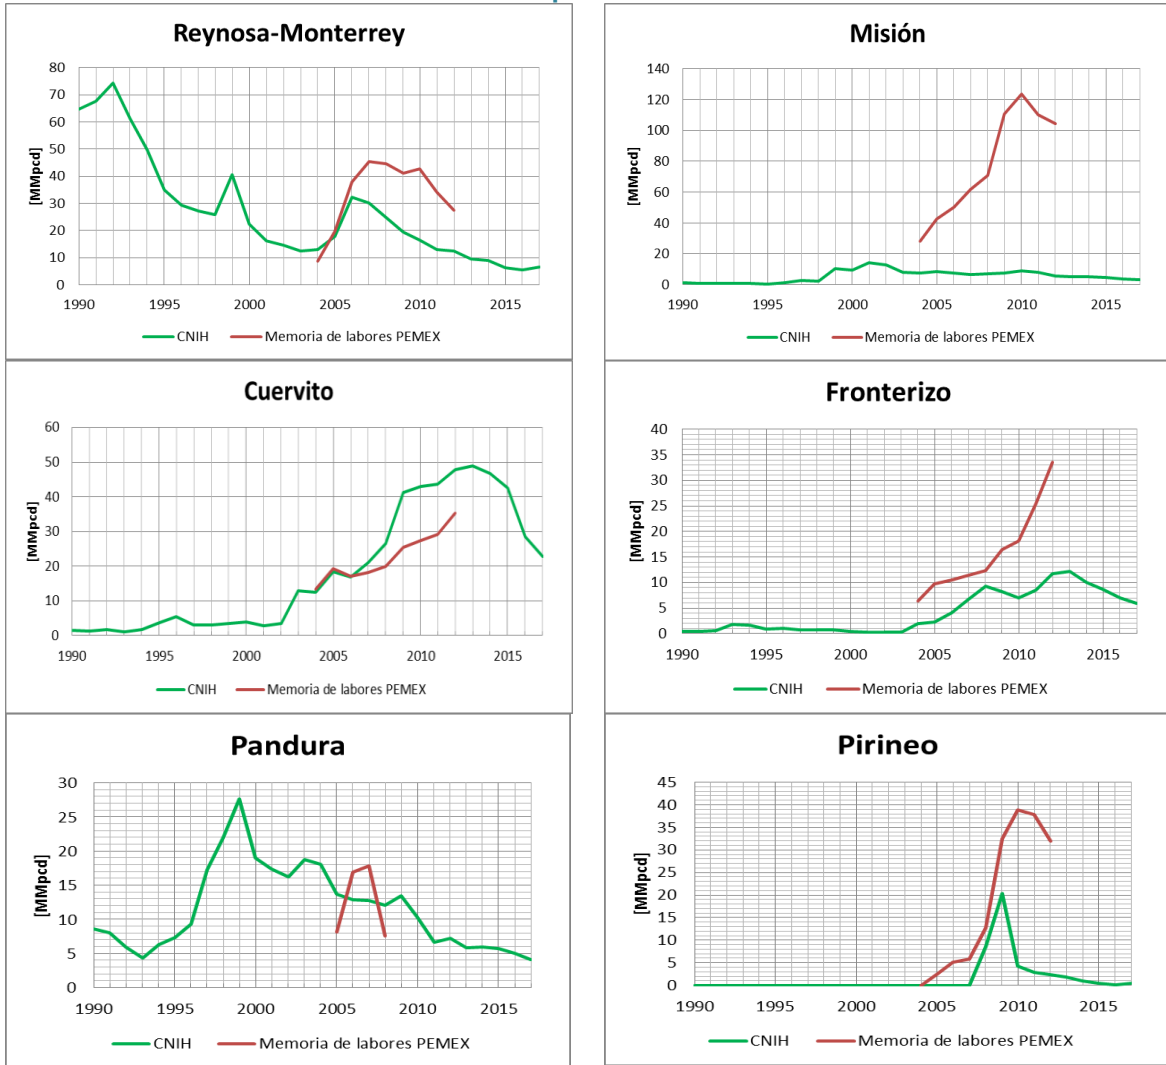 Reynosa-Monterrey
[MMpcd]
80
70
60
50
40
30
20
10
0
1990 1995 2000 2005 2010 2015
CNIH Memoria de labores PEMEX
Misión
[MMpcd]
140
120
100
80
60
40
20
0
1990 1995 2000 2005 2010 2015
CNIH Memoria de labores PEMEX
Cuervito
[MMpcd]
60
50
40
30
20
10
0
1990 1995 2000 2005 2010 2015
CNIH Memoria de labores PEMEX
Fronterizo
[MMpcd]
40
35
30
25
20
15
10
5
0
1990 1995 2000 2005 2010 2015
CNIH Memoria de labores PEMEX
Pandura
[MMpcd]
30
25
20
15
10
5
0
1990 1995 2000 2005 2010 2015
CNIH Memoria de labores PEMEX
Pirineo
[MMpcd]
45
40
35
30
25
20
15
10
5
0
1990 1995 2000 2005 2010 2015
CNIH Memoria de labores PEMEX